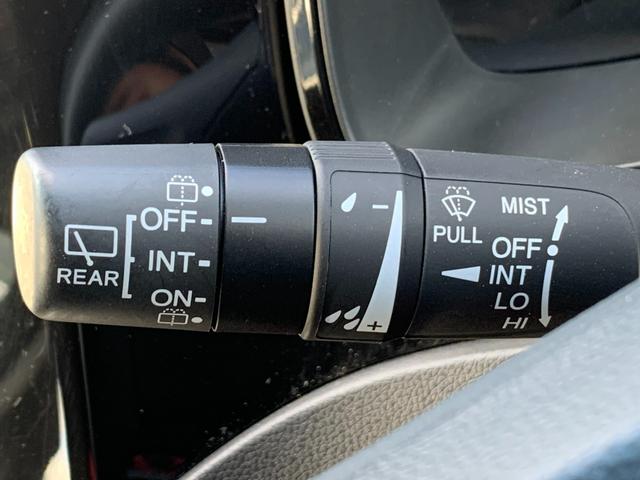 REAR
OFF
INT
ON
−
+
PULL
MIST
OFF
INT
LO
HI